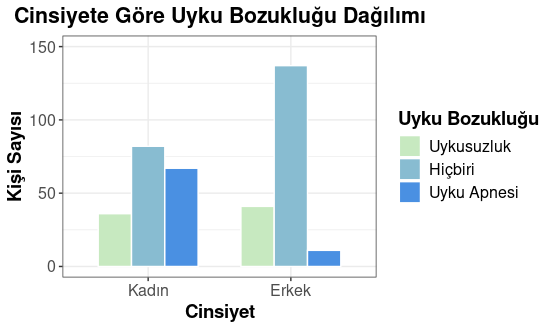 Cinsiyete Göre Uyku Bozukluğu Dağılımı
150
100
50
0
Kişi Sayısı
Kadın
Erkek
Cinsiyet
Uyku Bozukluğu
Uykusuzluk
Hiçbiri
Uyku Apnesi